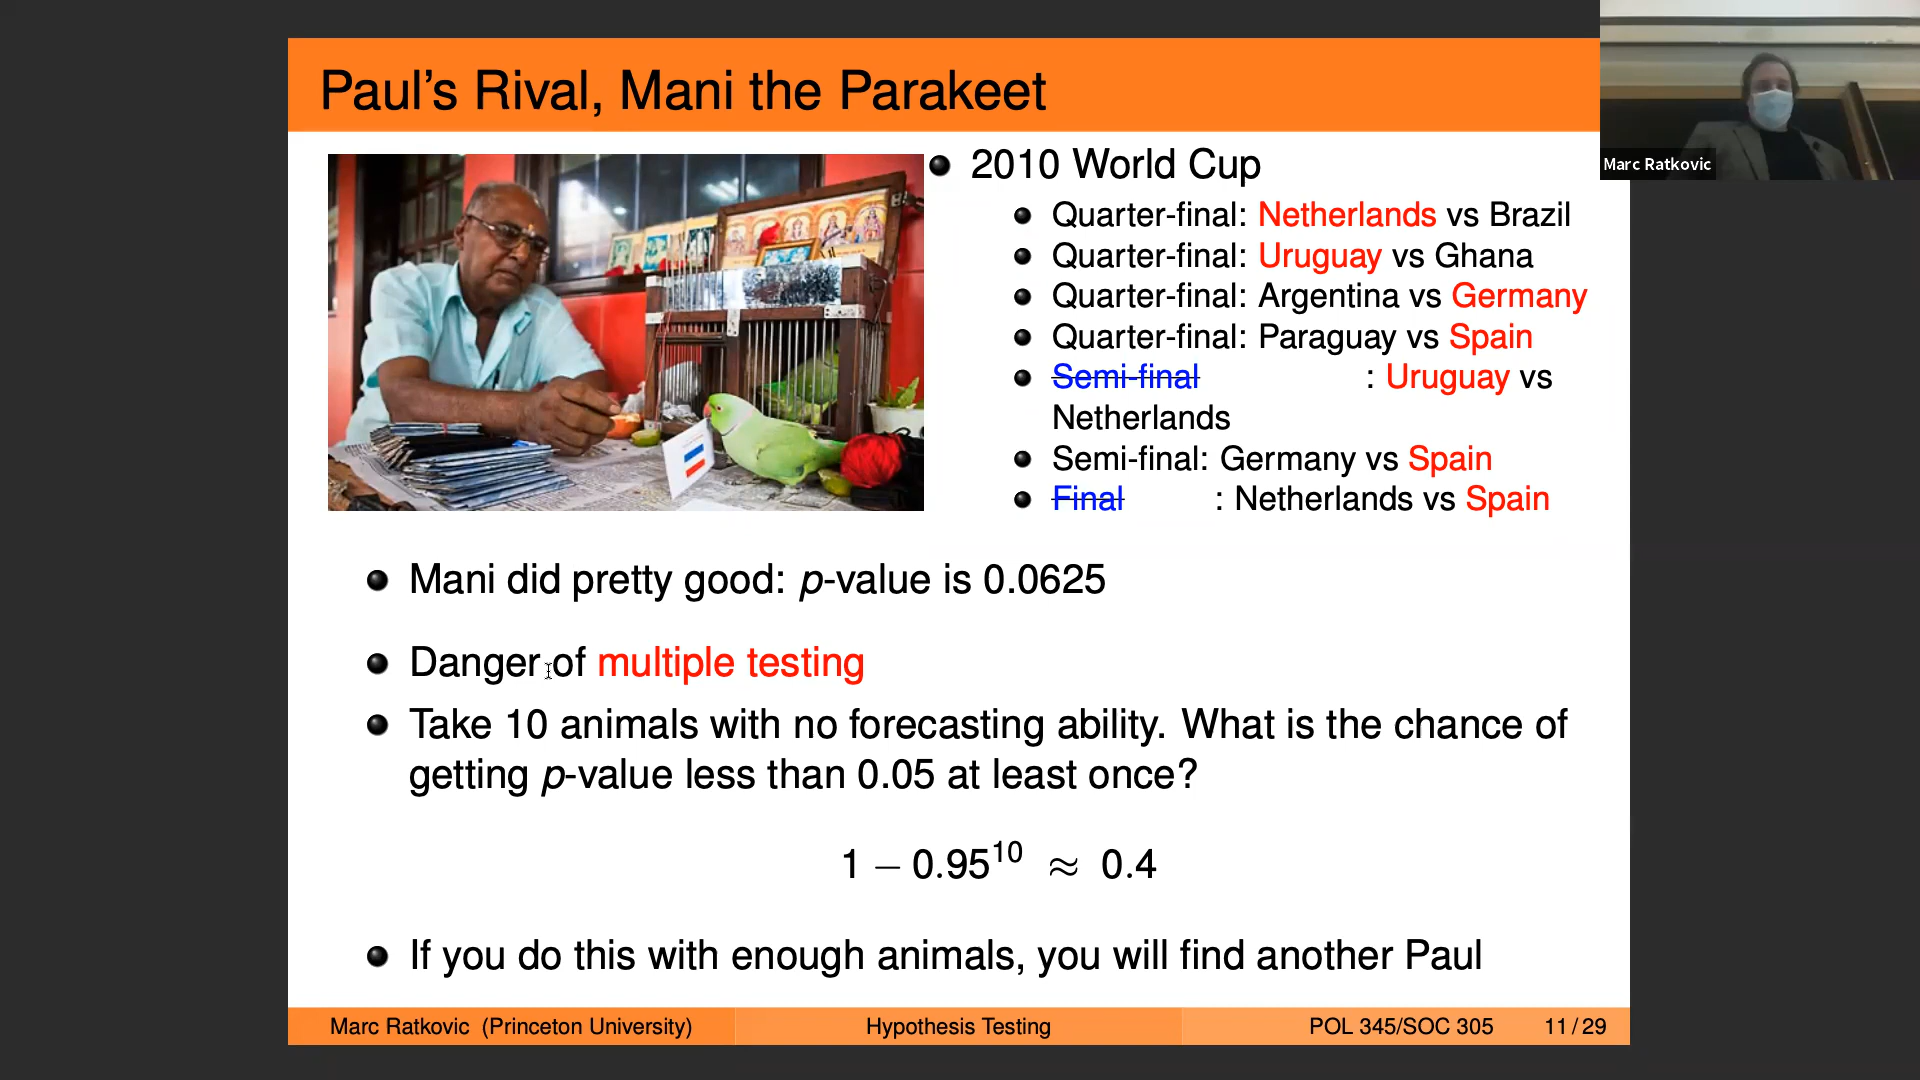 Paul's Rival, Mani the Parakeet
Marc Ratkovic
2010 World Cup
Quarter-final: Netherlands vs Brazil
Quarter-final: Uruguay vs Ghana
Quarter-final: Argentina vs Germany
Quarter-final: Paraguay vs Spain
Semi-final : Uruguay vs
Netherlands
Semi-final: Germany vs Spain
Final : Netherlands vs Spain
Mani did pretty good: p-value is 0.0625
Danger of multiple testing
Take 10 animals with no forecasting ability. What is the chance of
getting p-value less than 0.05 at least once?
1 − 0.95¹⁰ ≈ 0.4
If you do this with enough animals, you will find another Paul
Marc Ratkovic (Princeton University) Hypothesis Testing POL 345/SOC 305 11 / 29